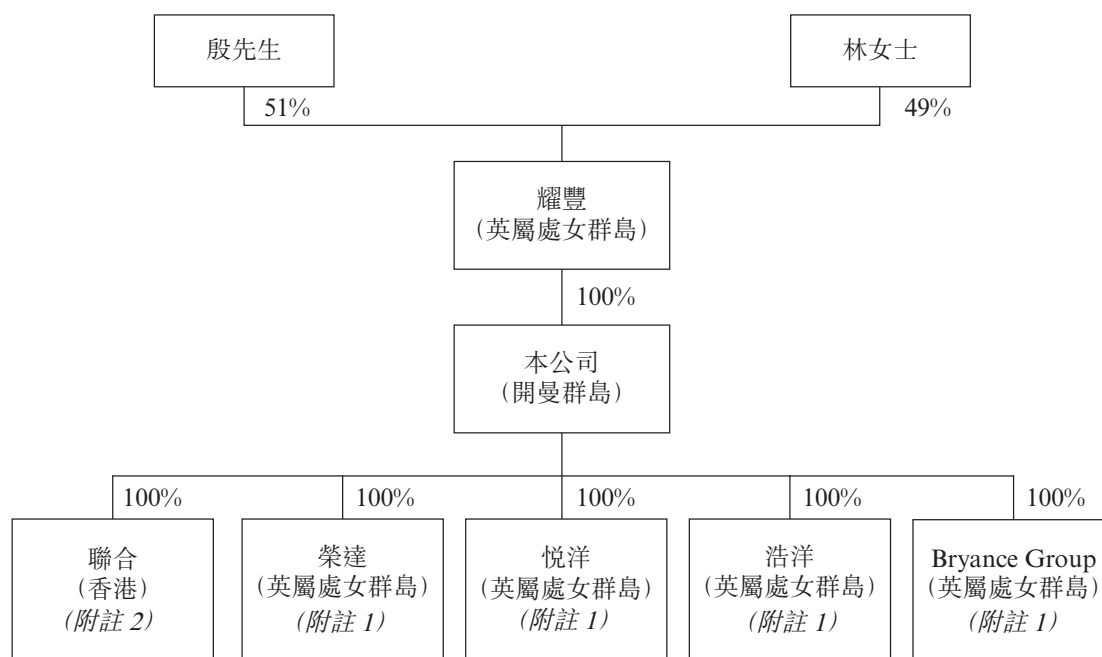 殷先生
林女士
51%
49%
耀豐
（英屬處女群島）
100%
本公司
（開曼群島）
100%
100%
100%
100%
100%
聯合
（香港）
（附註 2）
榮達
（英屬處女群島）
（附註 1）
悅洋
（英屬處女群島）
（附註 1）
浩洋
（英屬處女群島）
（附註 1）
Bryance Group
（英屬處女群島）
（附註 1）